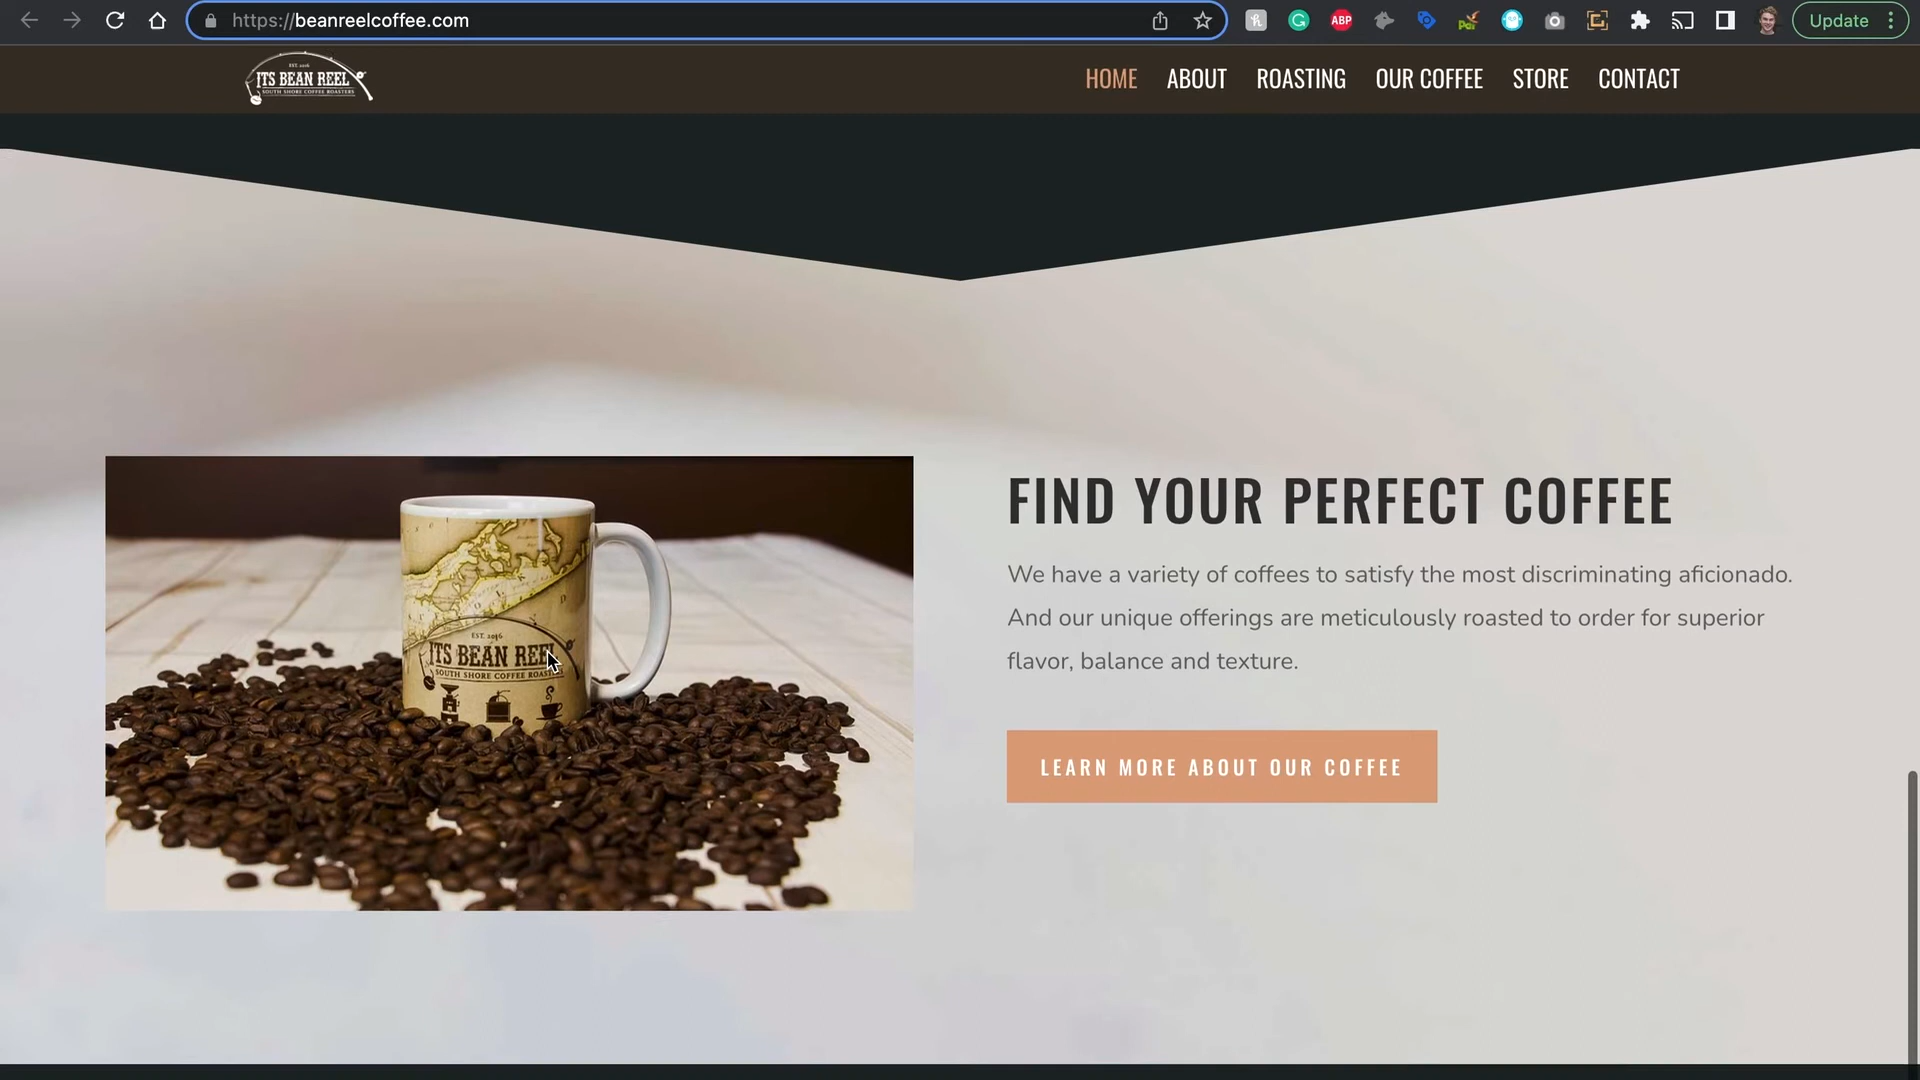 https://beanreelcoffee.com
ABP
Update
EST. 2016
ITS BEAN REEL
SOUTH SHORE COFFEE ROASTERS
HOME ABOUT ROASTING OUR COFFEE STORE CONTACT
EST. 2016
ITS BEAN REEL
SOUTH SHORE COFFEE
FIND YOUR PERFECT COFFEE
We have a variety of coffees to satisfy the most discriminating aficionado.
And our unique offerings are meticulously roasted to order for superior
flavor, balance and texture.
LEARN MORE ABOUT OUR COFFEE